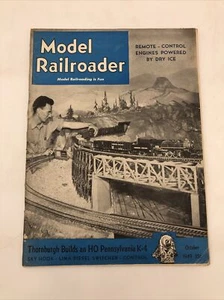 Model
Railroader
Model Railroading is Fun
REMOTE - CONTROL
ENGINES POWERED
BY DRY ICE
Thornburgh Builds an HO Pennsylvania K-4
October